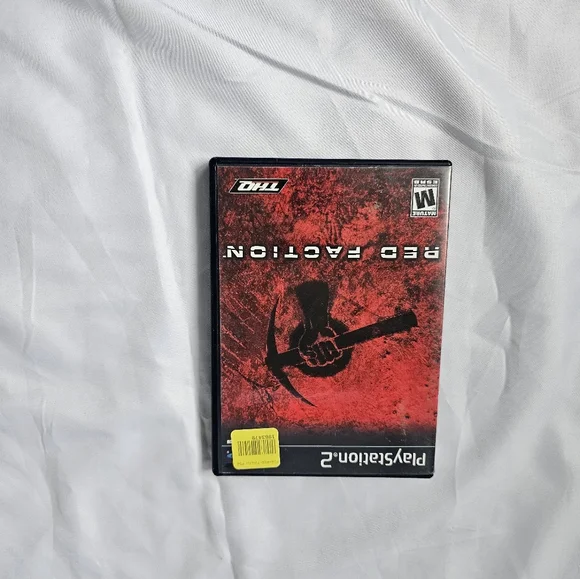 PlayStation®2
RED FACTION
MATURE
M
ESRB
THQ